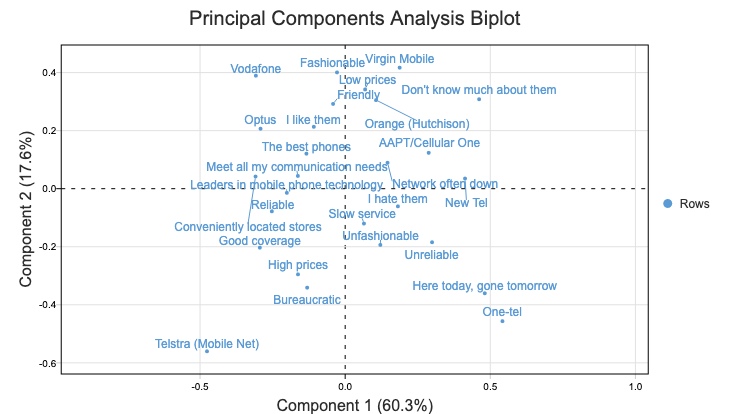 Principal Components Analysis Biplot
Component 2 (17.6%)
0.4
0.2
0.0
-0.2
-0.4
-0.6
Vodafone
Fashionable
Virgin Mobile
Low prices
Don't know much about them
Friendly
Optus
I like them
Orange (Hutchison)
The best phones
AAPT/Cellular One
Meet all my communication needs
Leaders in mobile phone technology
Network often down
Reliable
I hate them
New Tel
Slow service
Conveniently located stores
Unfashionable
Good coverage
Unreliable
High prices
Here today, gone tomorrow
Bureaucratic
One-tel
Telstra (Mobile Net)
Rows
-0.5
0.0
0.5
1.0
Component 1 (60.3%)